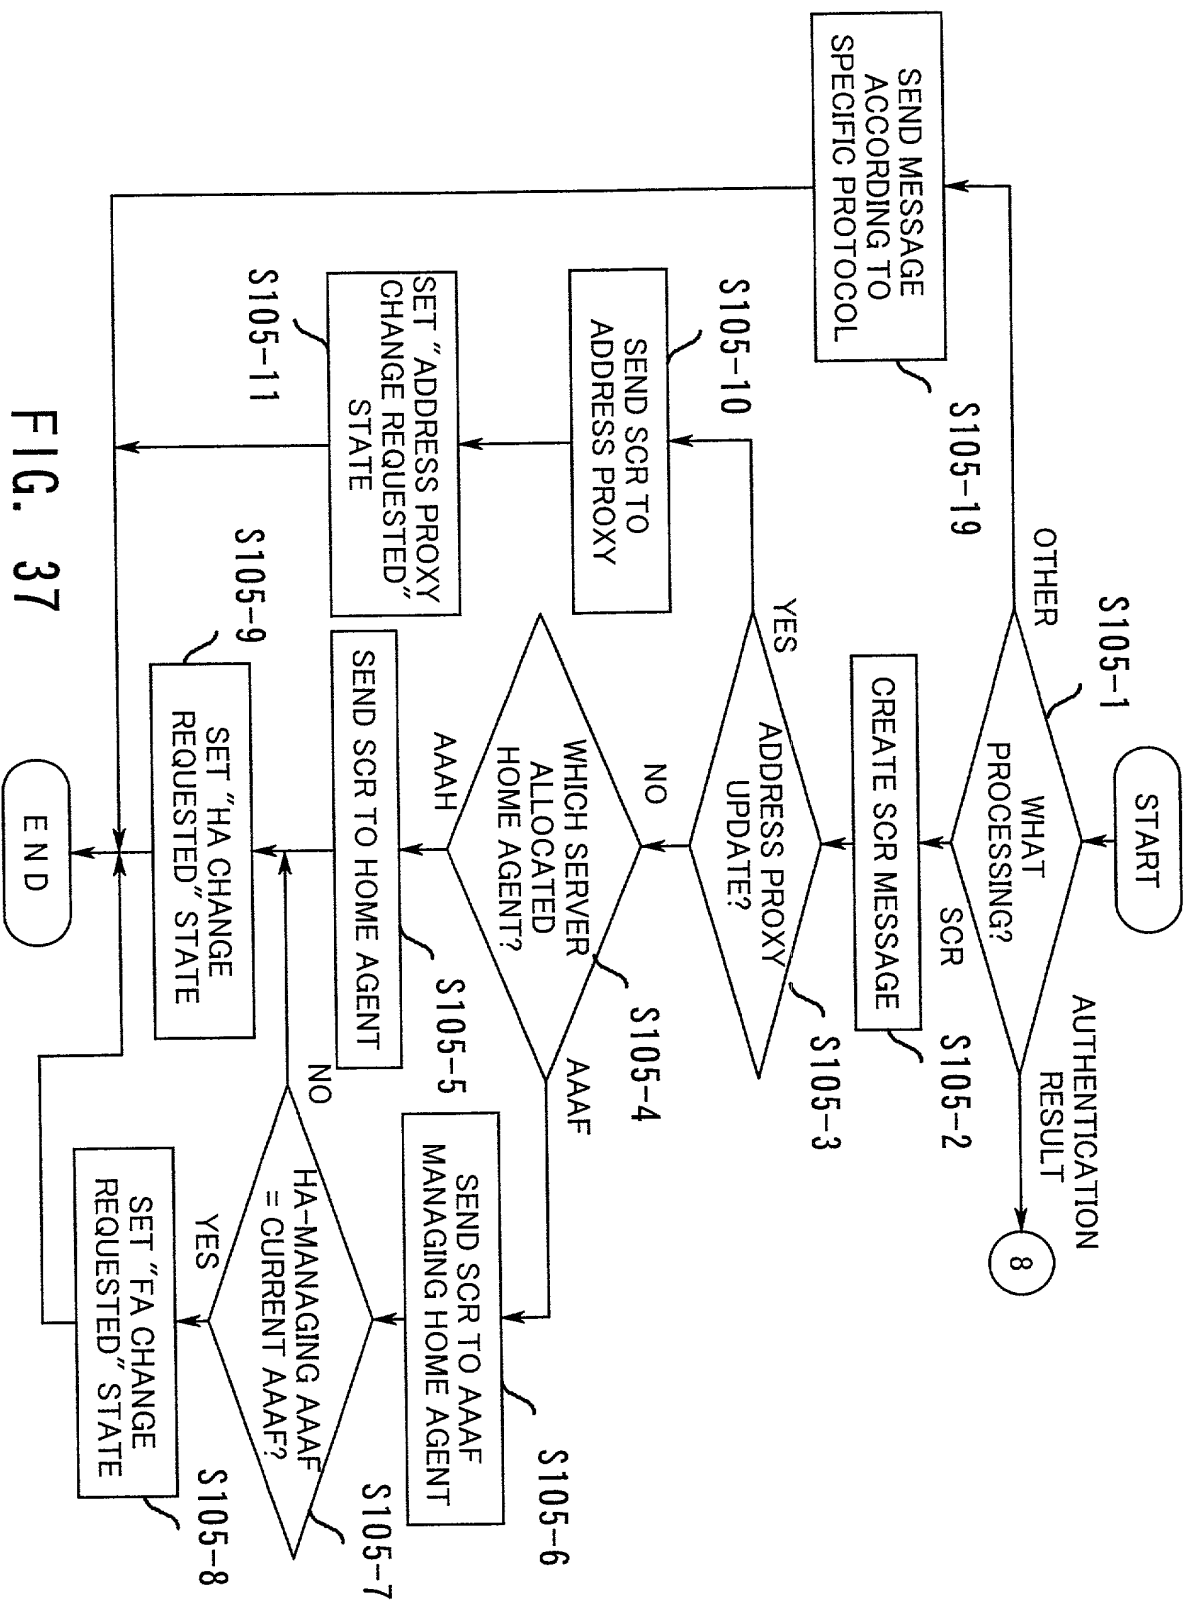 START
S105-1
WHAT
PROCESSING?
OTHER
SCR
AUTHENTICATION
RESULT
8
SEND MESSAGE
ACCORDING TO
SPECIFIC PROTOCOL
S105-19
CREATE SCR MESSAGE
S105-2
ADDRESS PROXY
UPDATE?
S105-3
YES
NO
S105-10
SEND SCR TO
ADDRESS PROXY
WHICH SERVER
ALLOCATED
HOME AGENT?
S105-4
AAAH
AAAF
SET "ADDRESS PROXY
CHANGE REQUESTED"
STATE
S105-11
SEND SCR TO HOME AGENT
S105-5
SEND SCR TO AAAF
MANAGING HOME AGENT
S105-6
HA-MANAGING AAAF
= CURRENT AAAF?
S105-7
NO
YES
S105-9
SET "HA CHANGE
REQUESTED" STATE
SET "FA CHANGE
REQUESTED" STATE
S105-8
END
FIG. 37